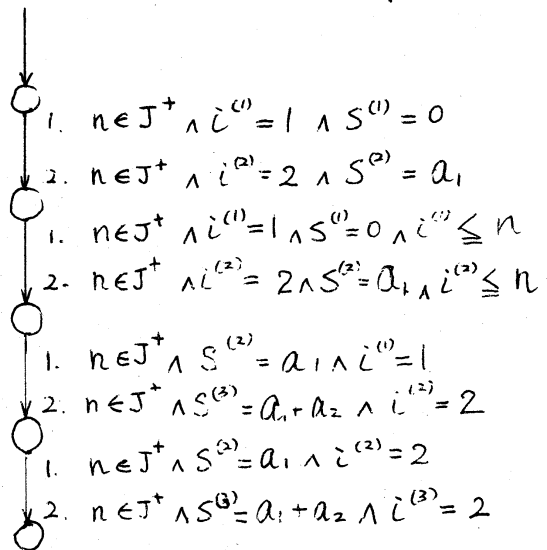 1. n ∈ J⁺ ∧ i⁽¹⁾ = 1 ∧ S⁽¹⁾ = 0
2. n ∈ J⁺ ∧ i⁽²⁾ = 2 ∧ S⁽²⁾ = a₁
1. n ∈ J⁺ ∧ i⁽¹⁾ = 1 ∧ S⁽¹⁾ = 0 ∧ i⁽¹⁾ ≦ n
2. n ∈ J⁺ ∧ i⁽²⁾ = 2 ∧ S⁽²⁾ = a₁ ∧ i⁽²⁾ ≦ n
1. n ∈ J⁺ ∧ S⁽²⁾ = a₁ ∧ i⁽¹⁾ = 1
2. n ∈ J⁺ ∧ S⁽³⁾ = a₁ + a₂ ∧ i⁽²⁾ = 2
1. n ∈ J⁺ ∧ S⁽²⁾ = a₁ ∧ i⁽²⁾ = 2
2. n ∈ J⁺ ∧ S⁽³⁾ = a₁ + a₂ ∧ i⁽³⁾ = 2